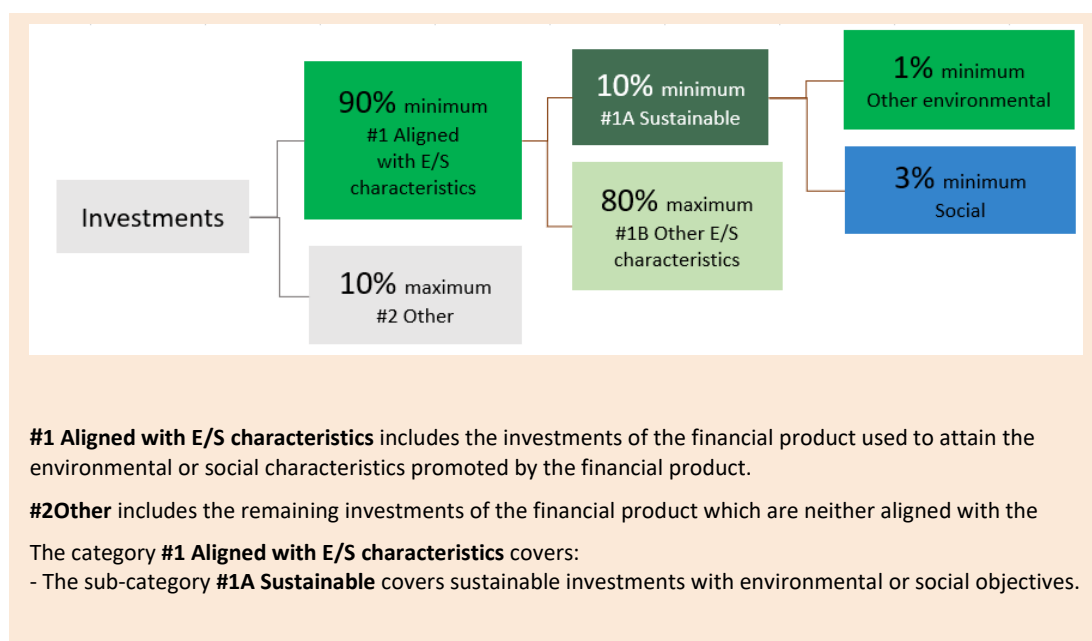 Investments
90% minimum
#1 Aligned
with E/S
characteristics
10% maximum
#2 Other
10% minimum
#1A Sustainable
80% maximum
#1B Other E/S
characteristics
1% minimum
Other environmental
3% minimum
Social
#1 Aligned with E/S characteristics includes the investments of the financial product used to attain the
environmental or social characteristics promoted by the financial product.
#2Other includes the remaining investments of the financial product which are neither aligned with the
The category #1 Aligned with E/S characteristics covers:
- The sub-category #1A Sustainable covers sustainable investments with environmental or social objectives.